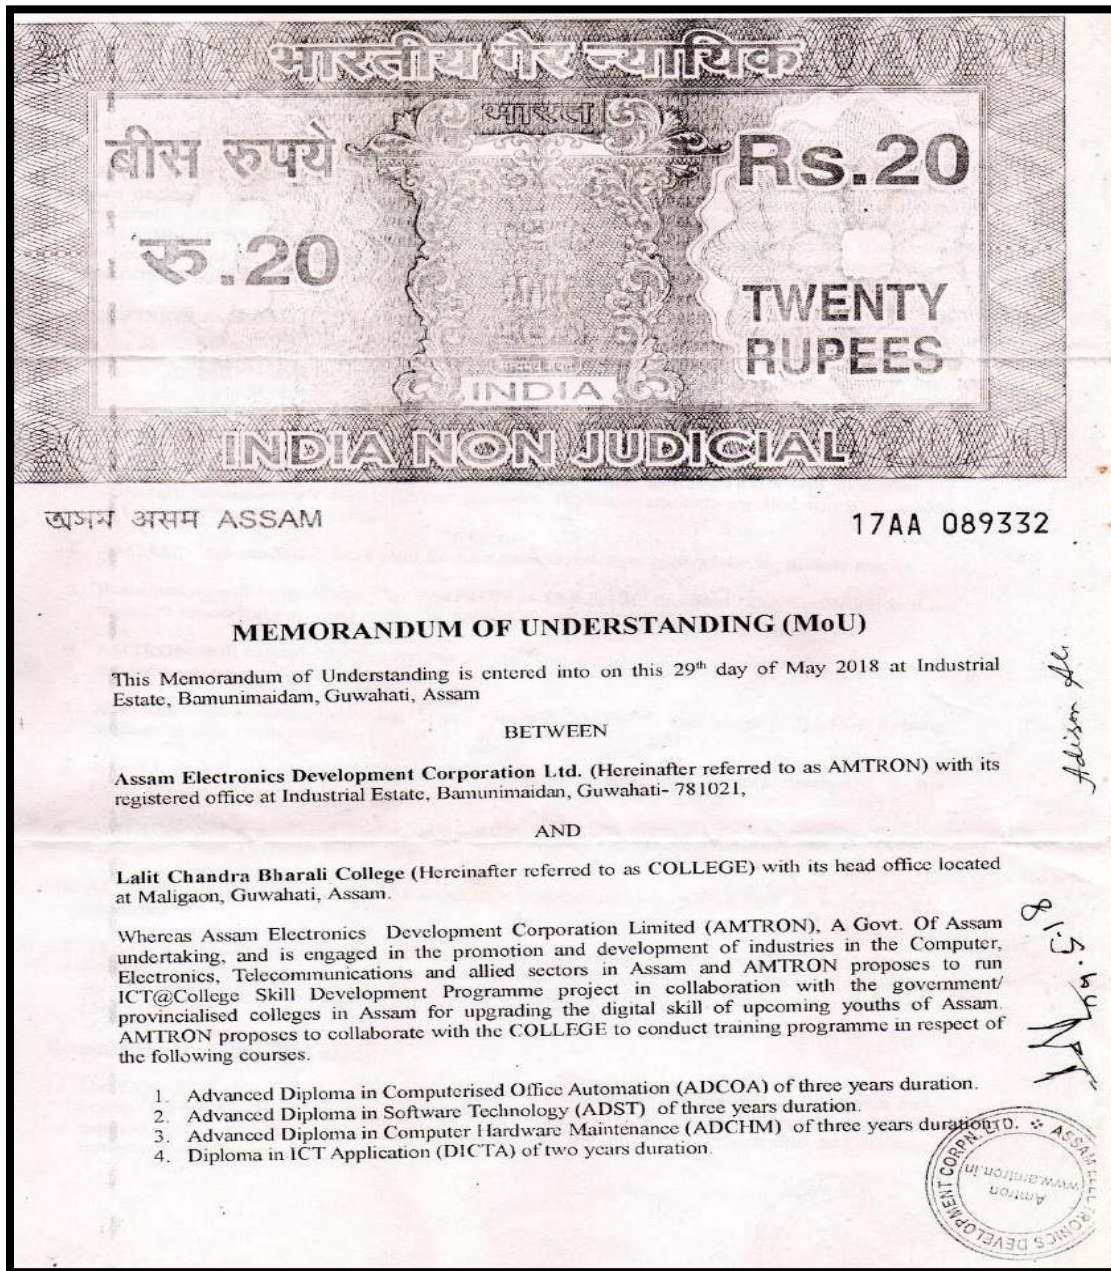 भारतीय गैर न्यायिक
भारत
बीस रुपये
Rs.20
रु.20
TWENTY
RUPEES
INDIA
INDIA NON JUDICIAL
অসম असम ASSAM
17AA 089332
MEMORANDUM OF UNDERSTANDING (MoU)
This Memorandum of Understanding is entered into on this 29th day of May 2018 at Industrial
Estate, Bamunimaidam, Guwahati, Assam
BETWEEN
Assam Electronics Development Corporation Ltd. (Hereinafter referred to as AMTRON) with its
registered office at Industrial Estate, Bamunimaidan, Guwahati- 781021,
AND
Lalit Chandra Bharali College (Hereinafter referred to as COLLEGE) with its head office located
at Maligaon, Guwahati, Assam.
Whereas Assam Electronics Development Corporation Limited (AMTRON), A Govt. Of Assam
undertaking, and is engaged in the promotion and development of industries in the Computer,
Electronics, Telecommunications and allied sectors in Assam and AMTRON proposes to run
ICT@College Skill Development Programme project in collaboration with the government/
provincialised colleges in Assam for upgrading the digital skill of upcoming youths of Assam.
AMTRON proposes to collaborate with the COLLEGE to conduct training programme in respect of
the following courses.
1. Advanced Diploma in Computerised Office Automation (ADCOA) of three years duration.
2. Advanced Diploma in Software Technology (ADST) of three years duration.
3. Advanced Diploma in Computer Hardware Maintenance (ADCHM) of three years duration
4. Diploma in ICT Application (DICTA) of two years duration.
ASSAM ELECTRONICS DEVELOPMENT CORPN. LTD.
Amtron
www.amtron.in